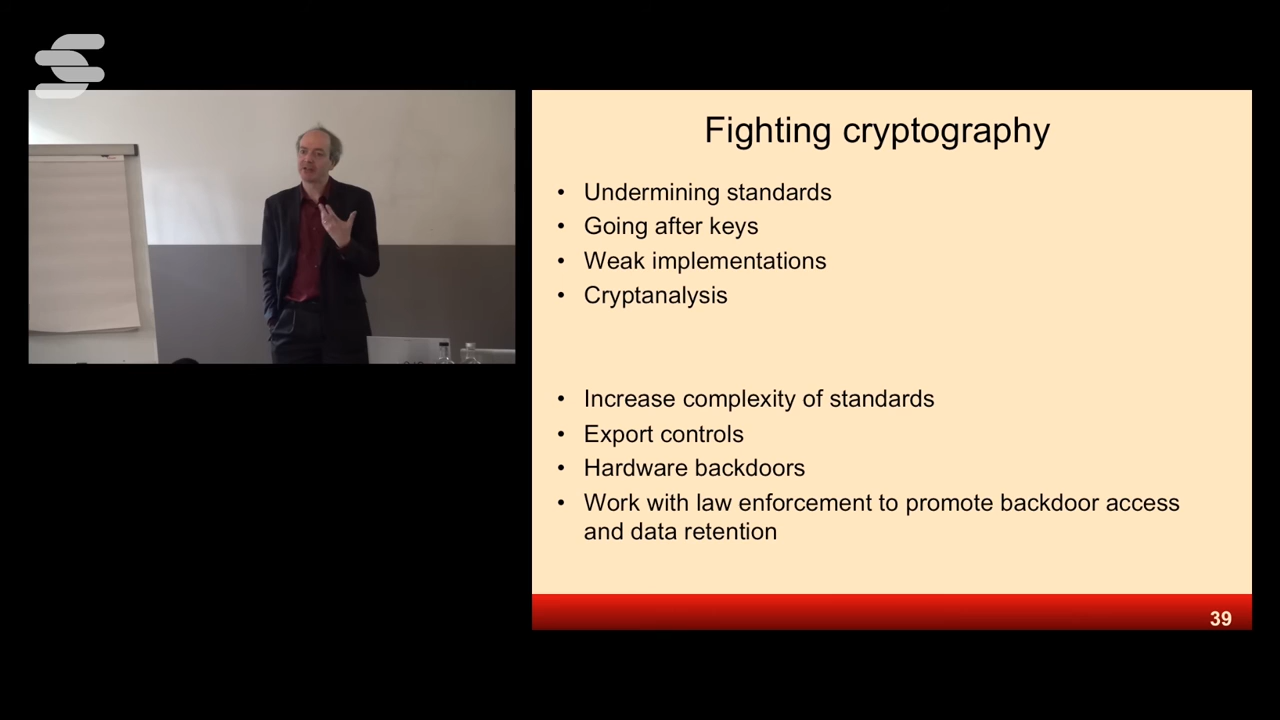 Fighting cryptography
• Undermining standards
• Going after keys
• Weak implementations
• Cryptanalysis
• Increase complexity of standards
• Export controls
• Hardware backdoors
• Work with law enforcement to promote backdoor access
and data retention
39